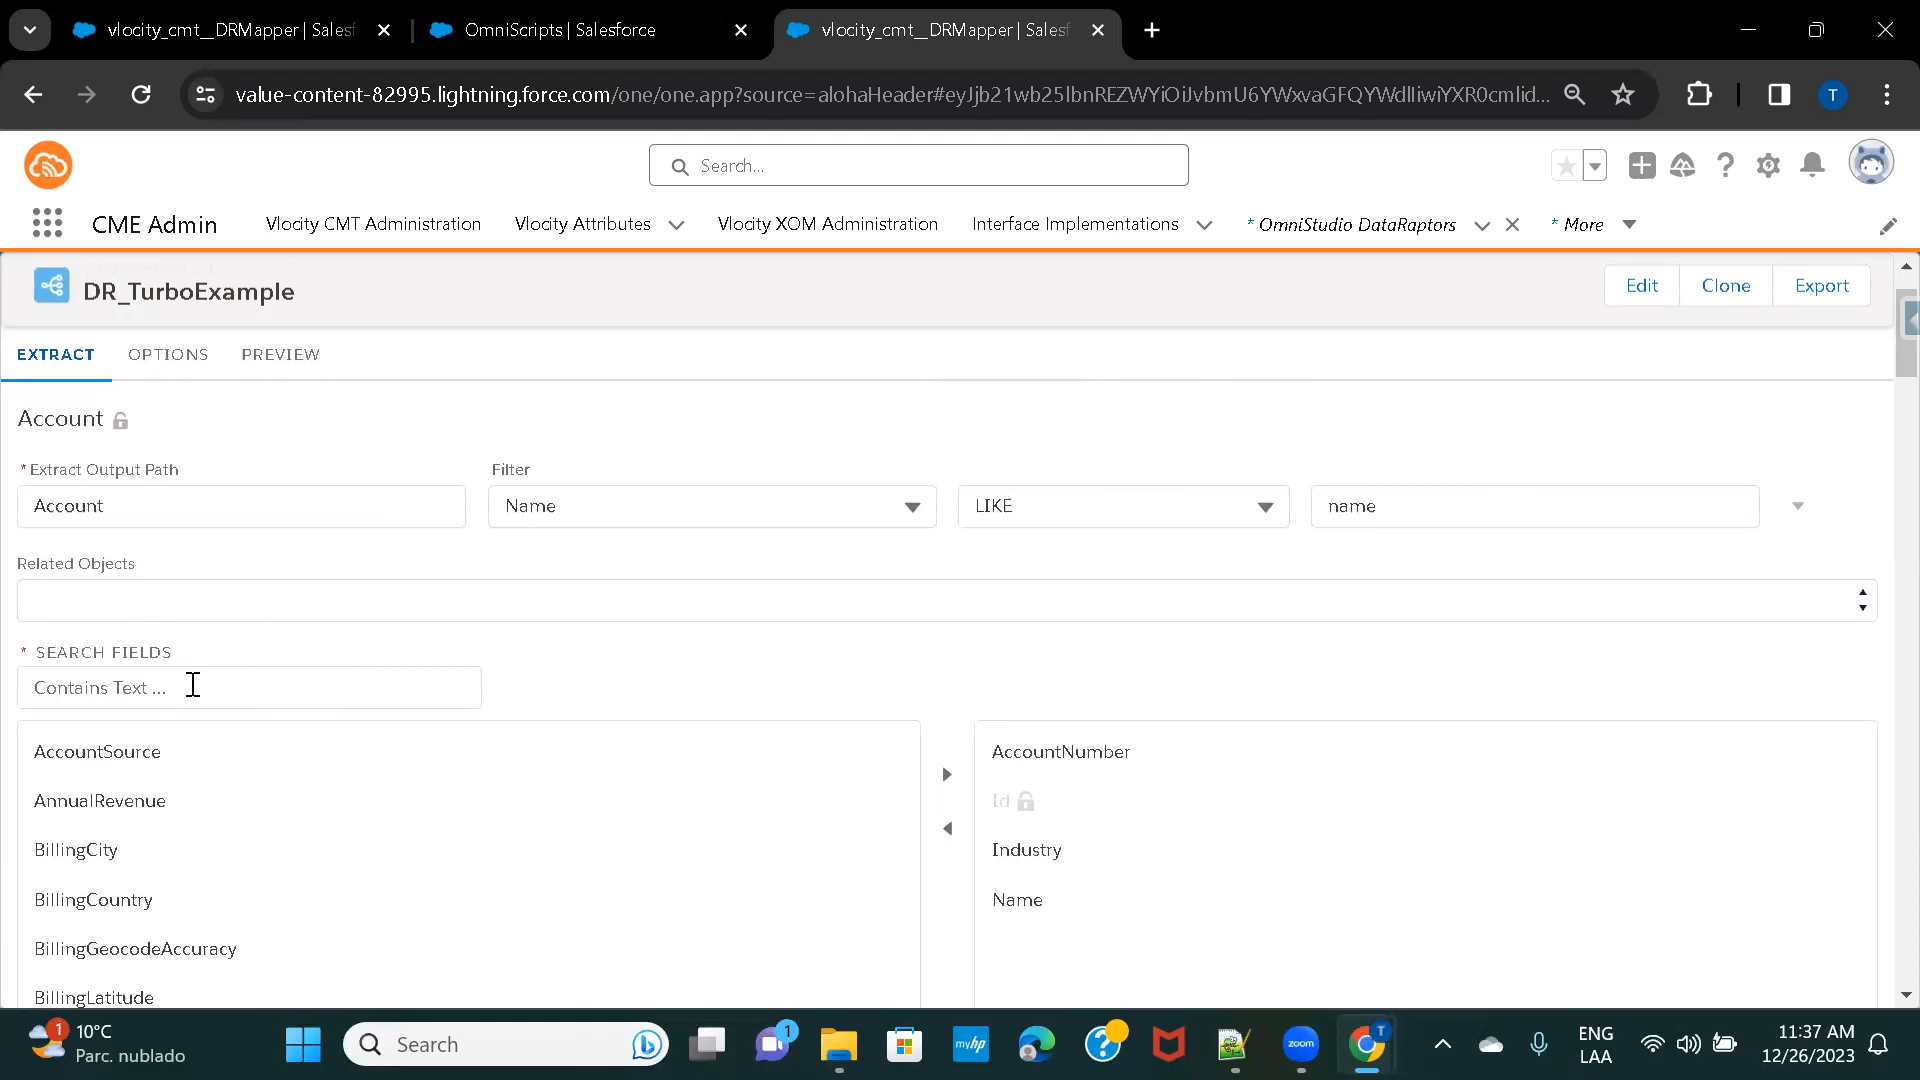 vlocity_cmt__DRMapper | Salesf
OmniScripts | Salesforce
vlocity_cmt__DRMapper | Salesf
value-content-82995.lightning.force.com/one/one.app?source=alohaHeader#eyJjb21wb25lbnREZWYiOiJvbmU6YWxvaGFQYWdlIiwiYXR0cmlid...
T
Search...
CME Admin
Vlocity CMT Administration
Vlocity Attributes
Vlocity XOM Administration
Interface Implementations
* OmniStudio DataRaptors
* More
DR_TurboExample
Edit
Clone
Export
EXTRACT
OPTIONS
PREVIEW
Account
* Extract Output Path
Filter
Account
Name
LIKE
name
Related Objects
* SEARCH FIELDS
Contains Text ...
AccountSource
AccountNumber
AnnualRevenue
Id
BillingCity
Industry
BillingCountry
Name
BillingGeocodeAccuracy
BillingLatitude
1
10°C
Parc. nublado
Search
1
myhp
zoom
T
ENG
LAA
11:37 AM
12/26/2023